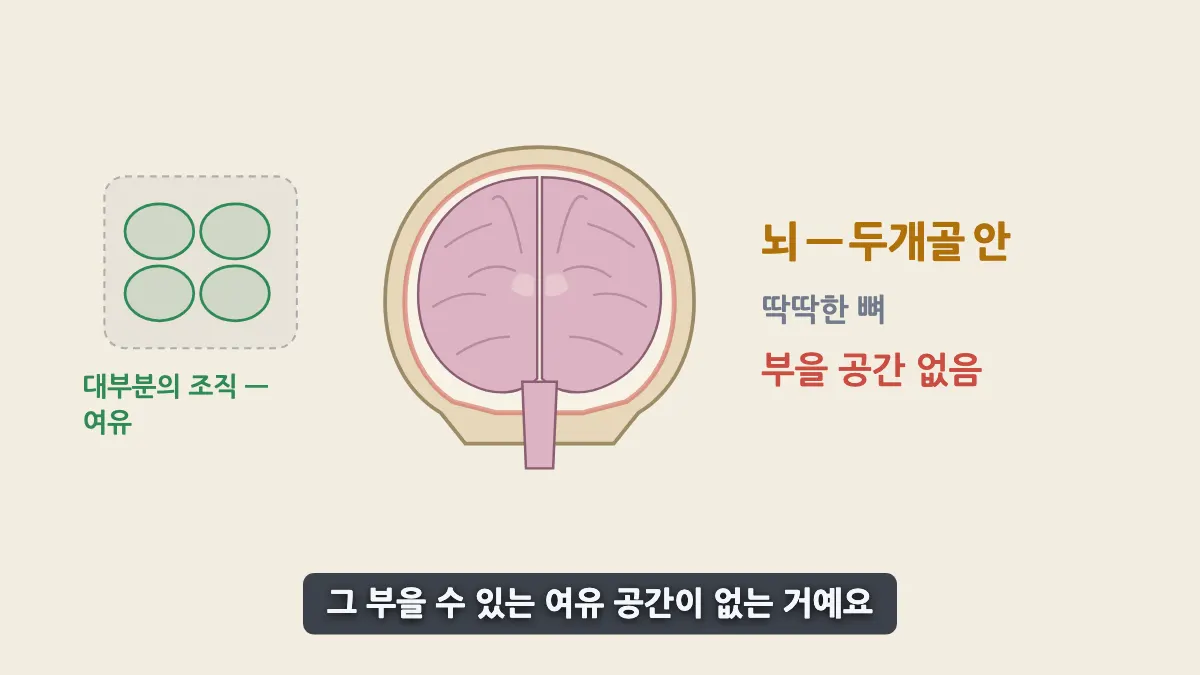 대부분의 조직 —
여유
뇌 — 두개골 안
딱딱한 뼈
부을 공간 없음
그 부을 수 있는 여유 공간이 없는 거예요